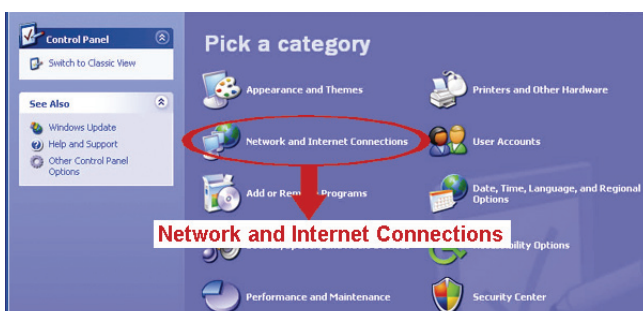 Control Panel
Switch to Classic View
See Also
Windows Update
Help and Support
Other Control Panel
Options
Pick a category
Appearance and Themes
Printers and Other Hardware
Network and Internet Connections
User Accounts
Add or Programs
Date, Time, Language, and Regional
Options
Network and Internet Connections
Options
Performance and Maintenance
Security Center